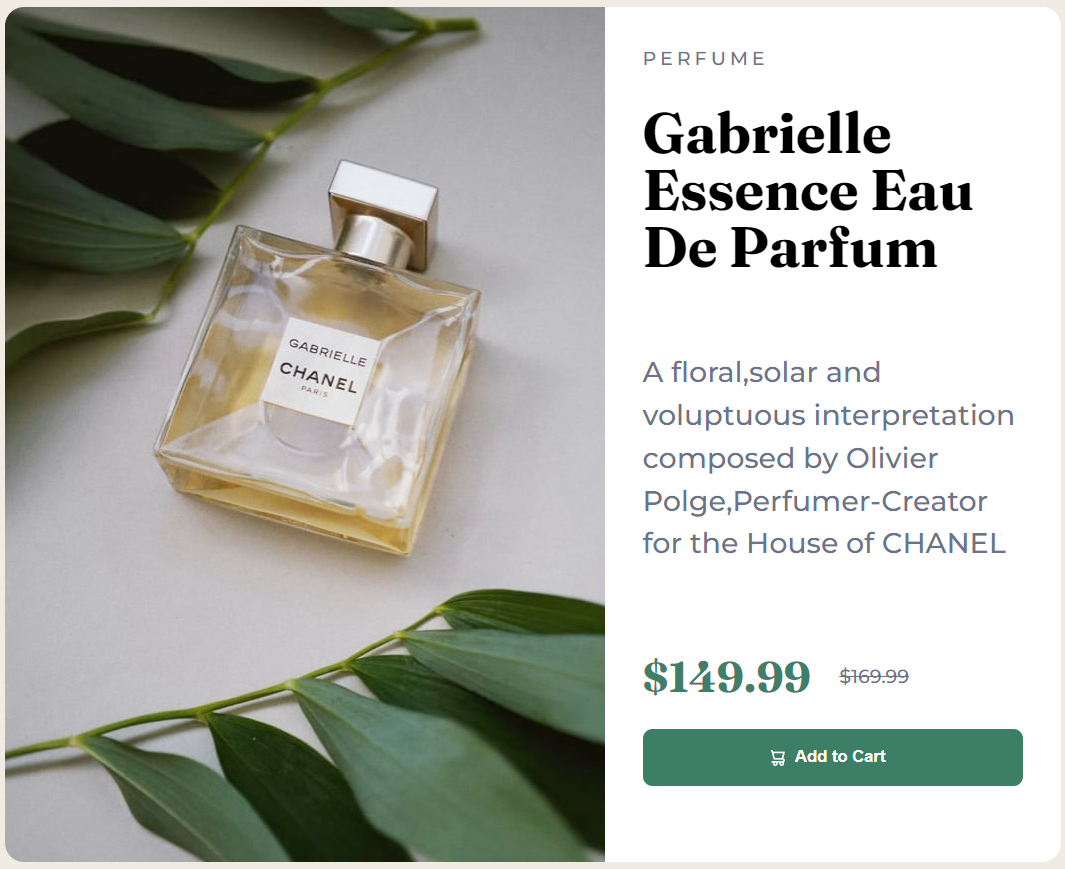 GABRIELLE
CHANEL
PARIS
PERFUME
Gabrielle
Essence Eau
De Parfum
A floral,solar and
voluptuous interpretation
composed by Olivier
Polge,Perfumer-Creator
for the House of CHANEL
$149.99 $169.99
Add to Cart